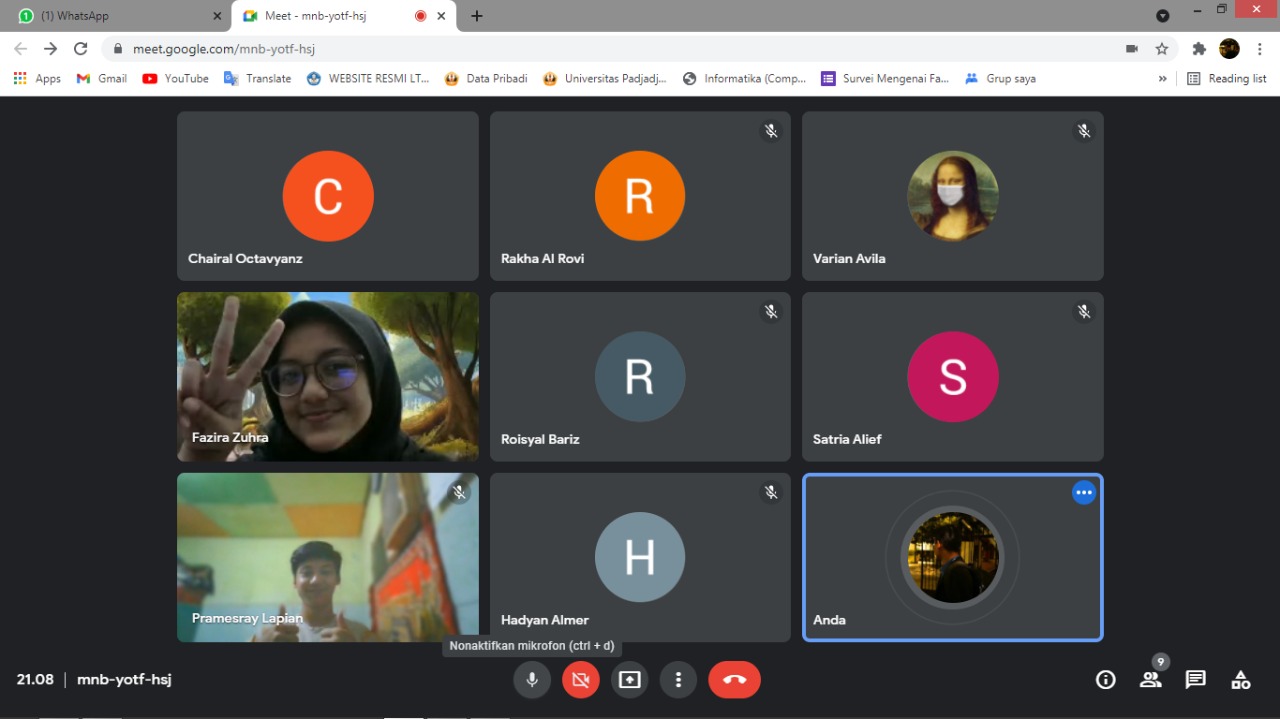 (1) WhatsApp
Meet - mnb-yotf-hsj
meet.google.com/mnb-yotf-hsj
Apps
Gmail
YouTube
Translate
WEBSITE RESMI LT...
Data Pribadi
Universitas Padjadj...
Informatika (Comp...
Survei Mengenai Fa...
Grup saya
»
Reading list
C
Chairal Octavyanz
R
Rakha Al Rovi
Varian Avila
Fazira Zuhra
R
Roisyal Bariz
S
Satria Alief
Pramesray Lapian
H
Hadyan Almer
Anda
Nonaktifkan mikrofon (ctrl + d)
21.08 | mnb-yotf-hsj
9